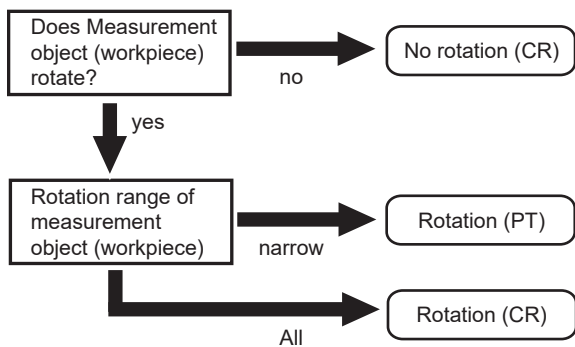 Does Measurement
object (workpiece)
rotate?
no
No rotation (CR)
yes
Rotation range of
measurement
object (workpiece)
narrow
Rotation (PT)
All
Rotation (CR)